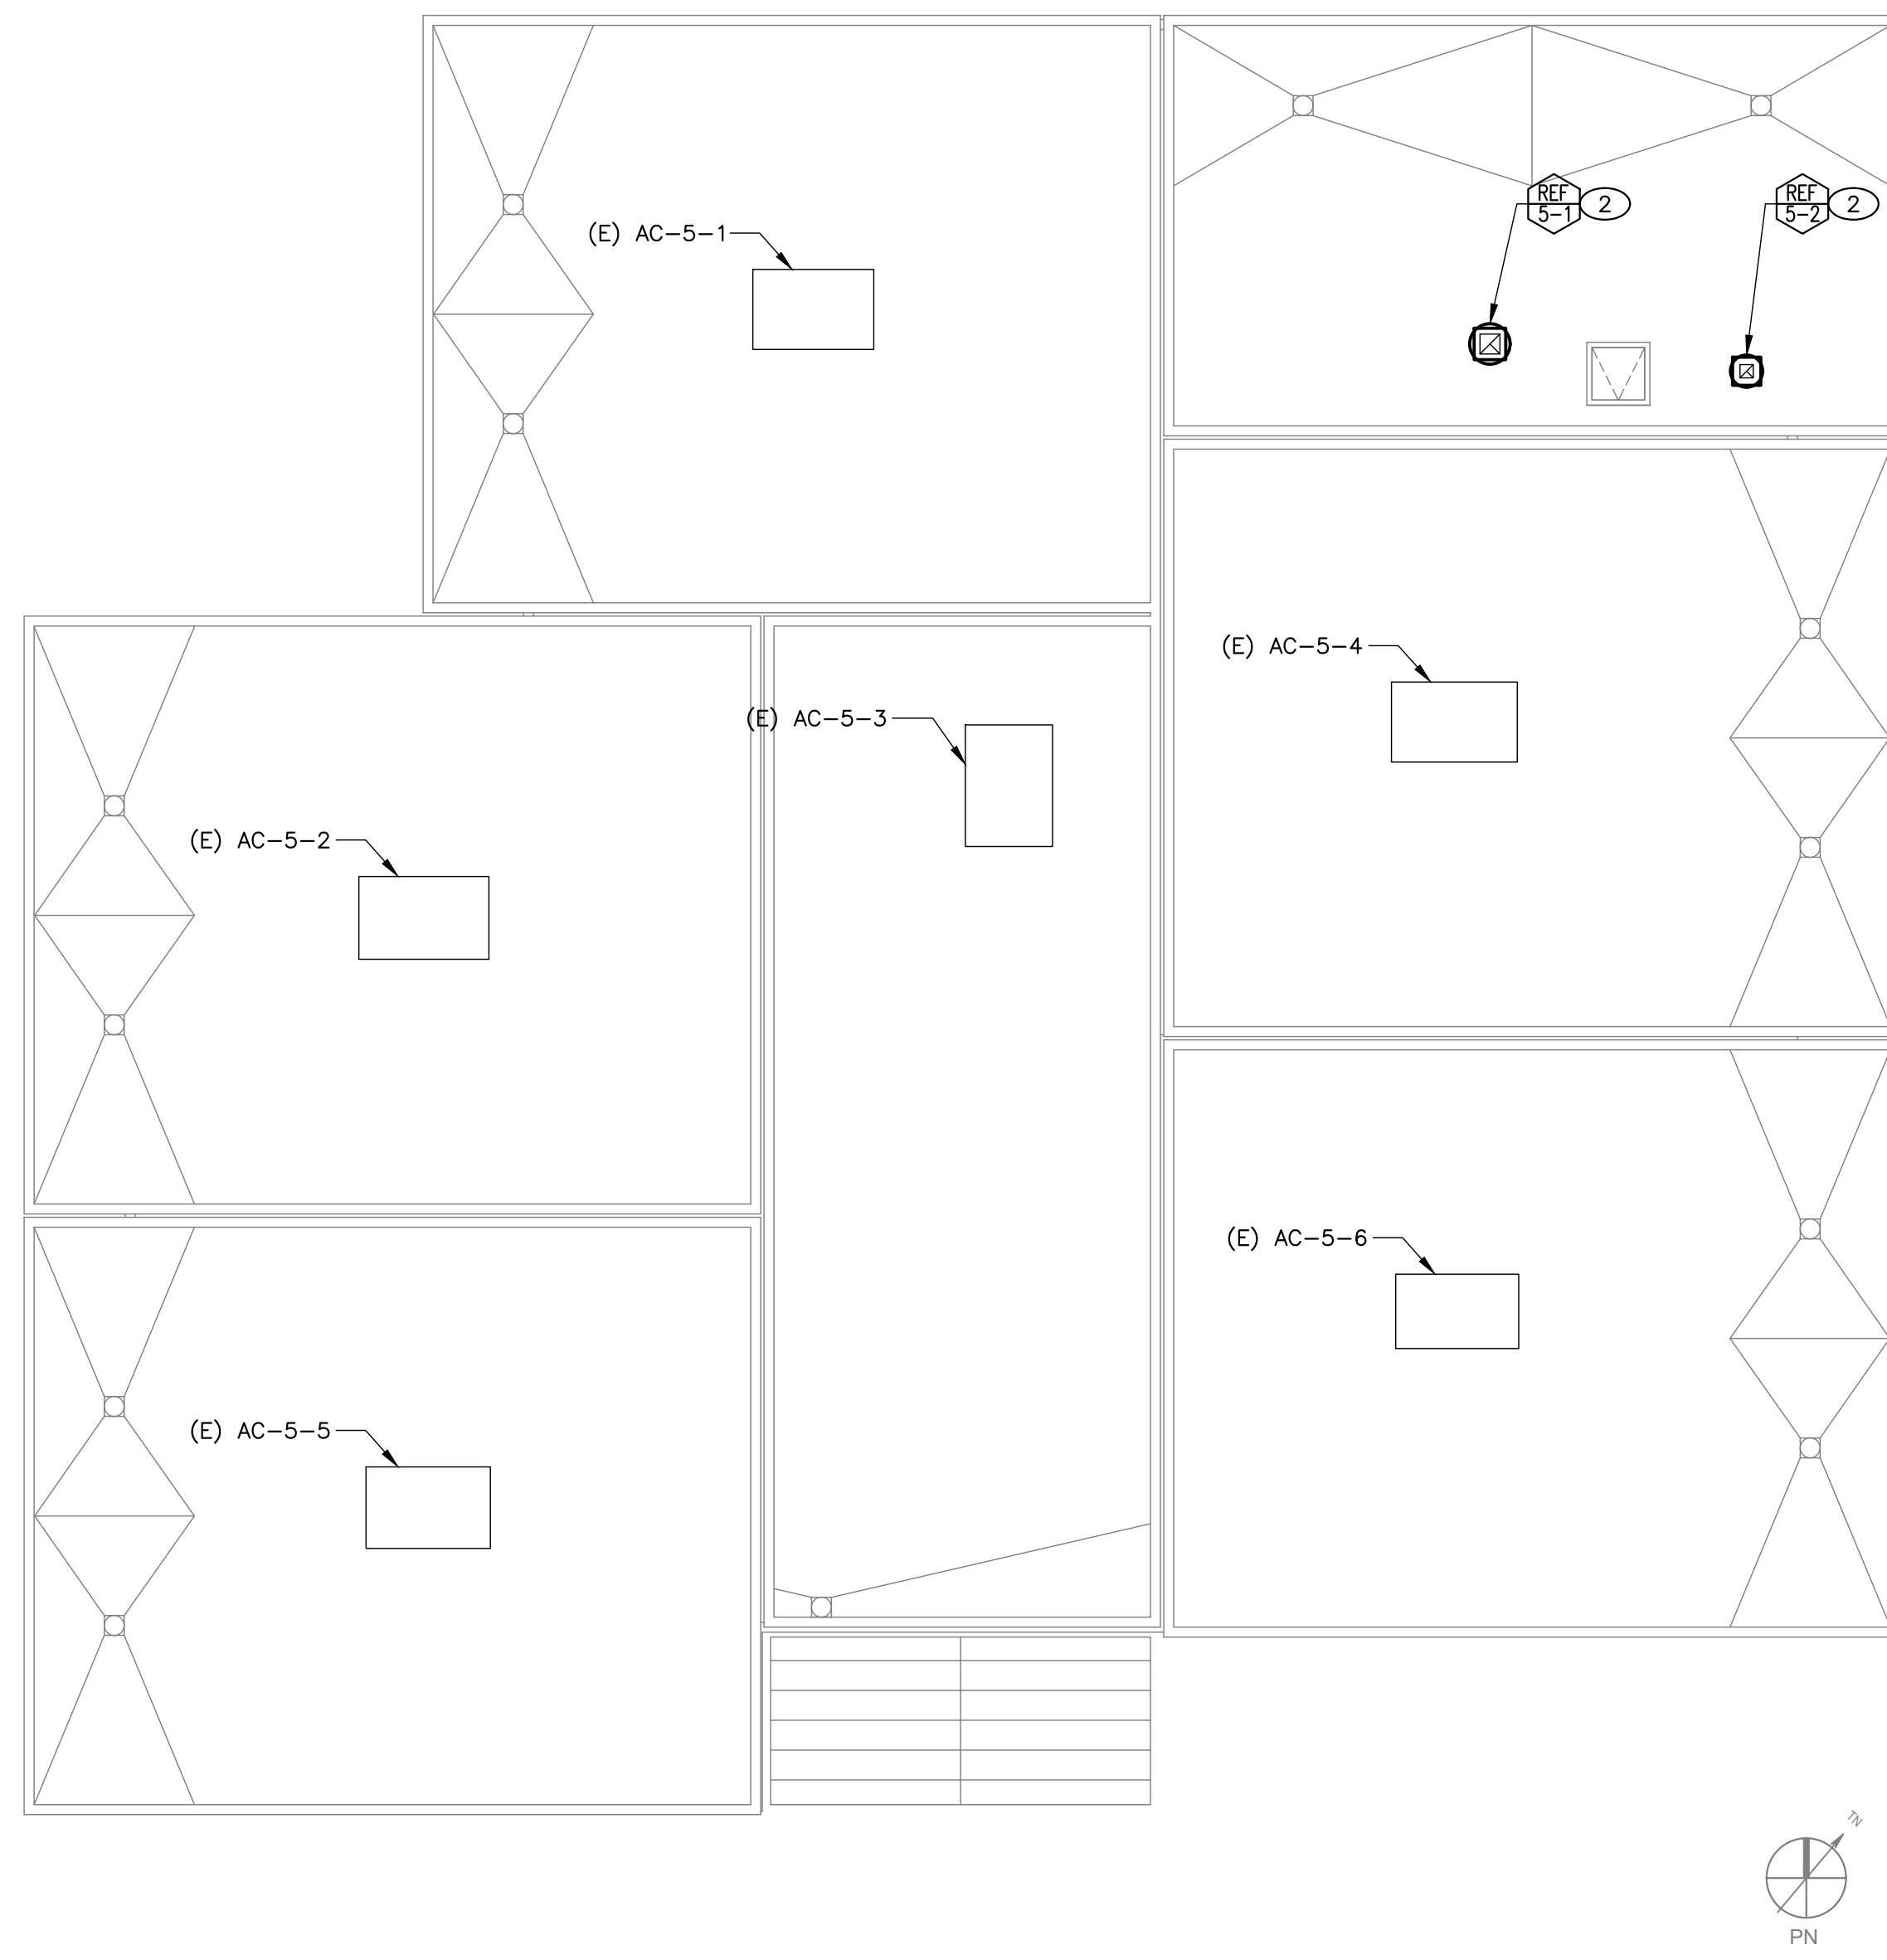 REF
5-1
2
REF
5-2
2
(E) AC-5-1
(E) AC-5-4
(E) AC-5-3
(E) AC-5-2
(E) AC-5-6
(E) AC-5-5
TN
PN